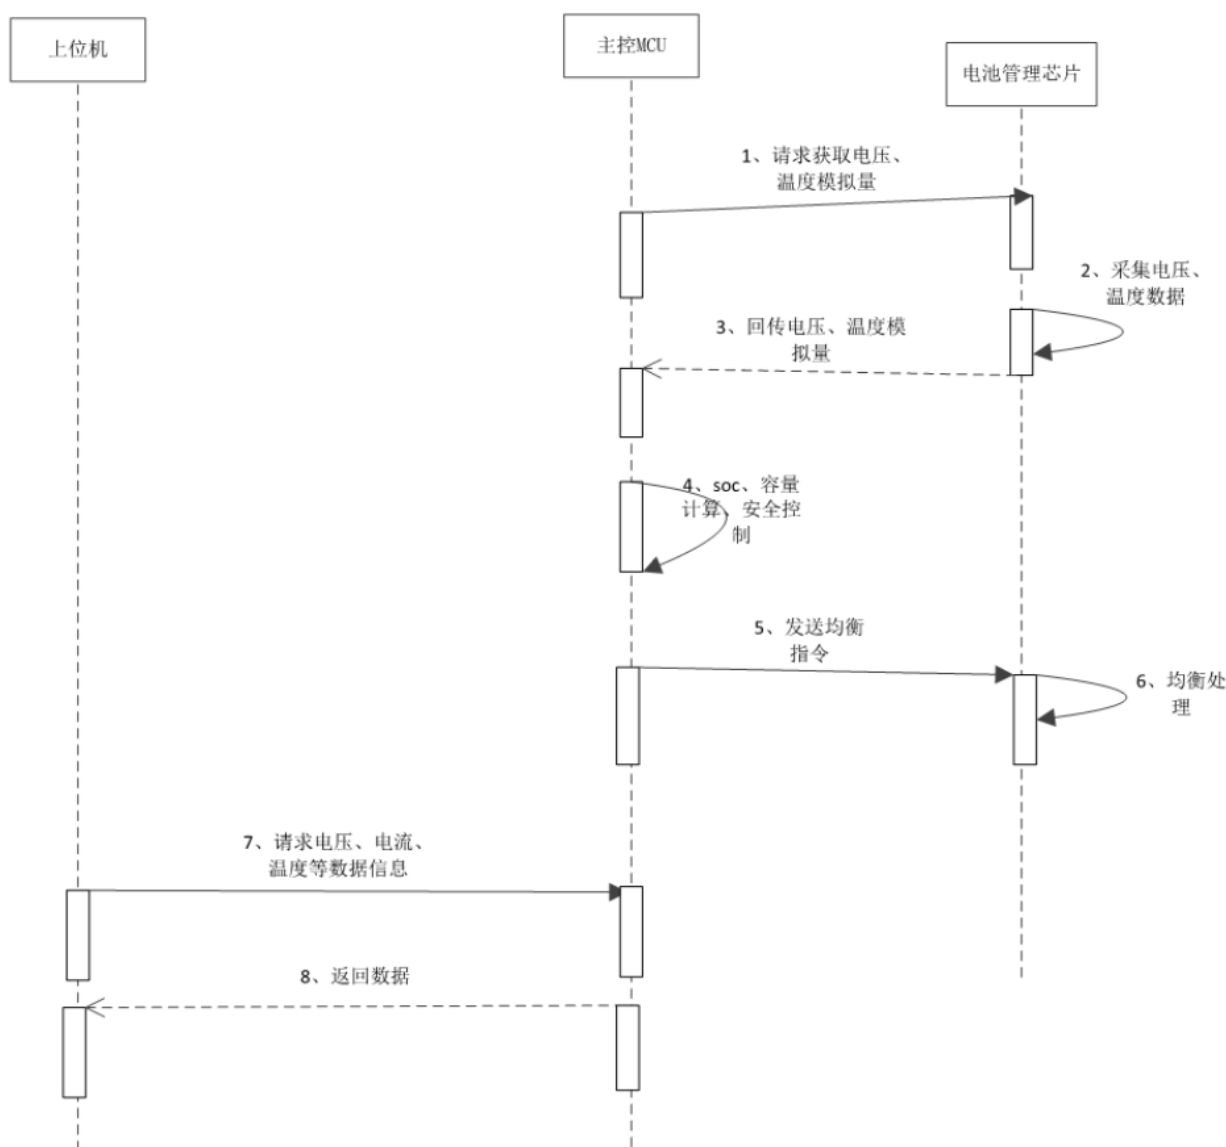 上位机
主控MCU
电池管理芯片
1、请求获取电压、
温度模拟量
2、采集电压、
温度数据
3、回传电压、温度模
拟量
4、soc、容量
计算、安全控
制
5、发送均衡
指令
6、均衡处
理
7、请求电压、电流、
温度等数据信息
8、返回数据